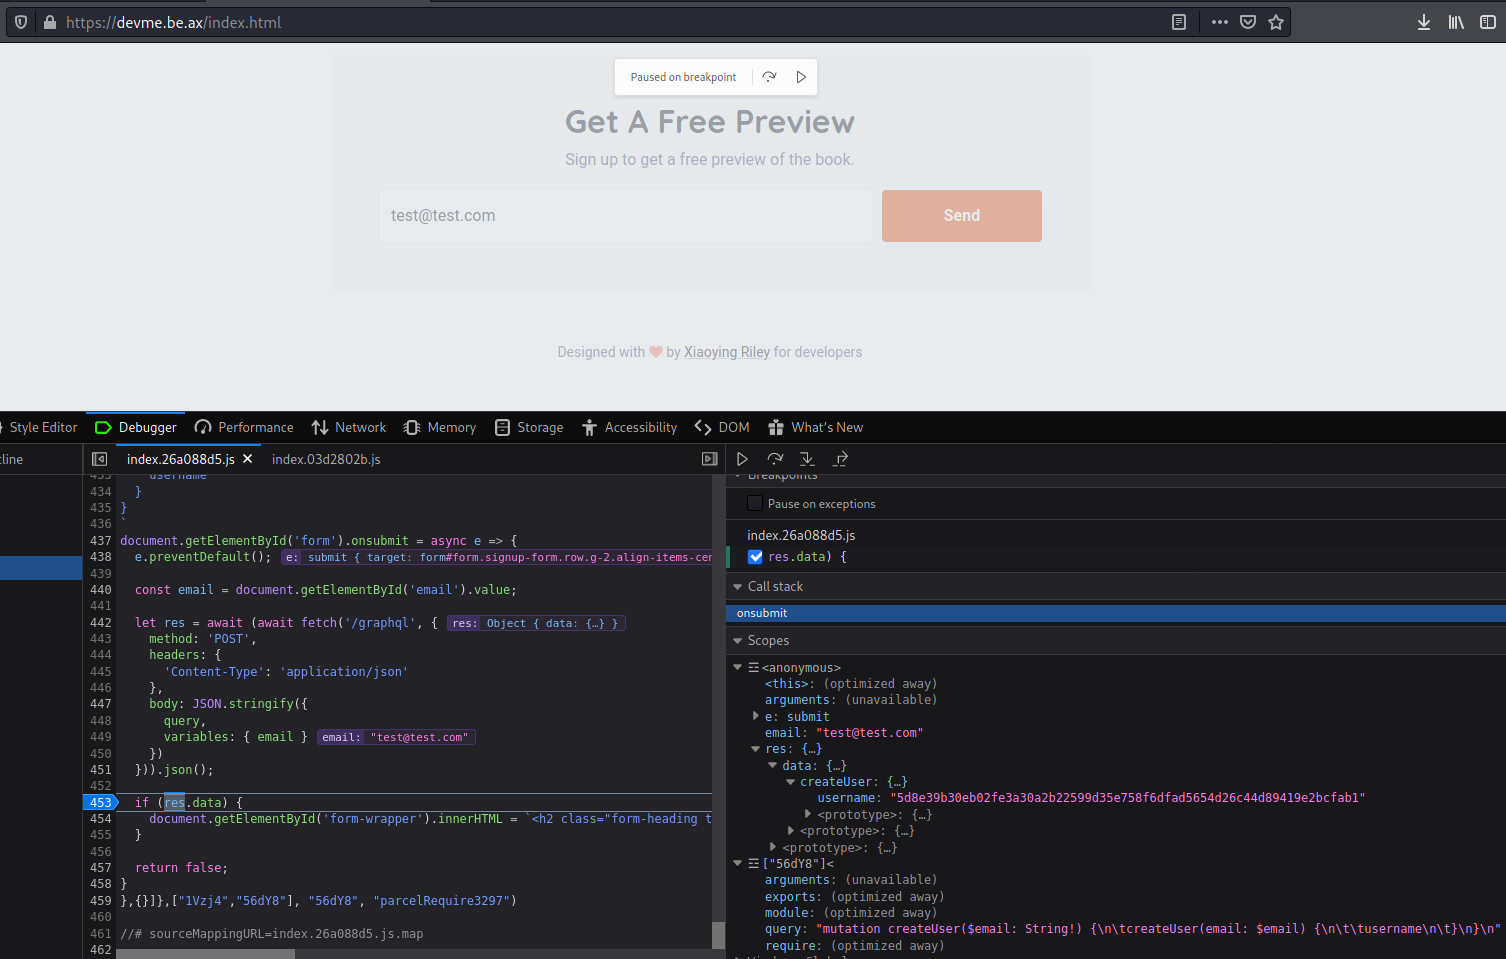 https://devme.be.ax/index.html
Paused on breakpoint
Get A Free Preview
Sign up to get a free preview of the book.
test@test.com
Send
Designed with ❤ by Xiaoying Riley for developers
Style Editor
Debugger
Performance
Network
Memory
Storage
Accessibility
DOM
What's New
index.26a088d5.js
index.03d2802b.js
username
434 }
435 }
436 `
437 document.getElementById('form').onsubmit = async e => {
438 e.preventDefault(); e: submit { target: form#form.signup-form.row.g-2.align-items-cen
439
440 const email = document.getElementById('email').value;
441
442 let res = await (await fetch('/graphql', { res: Object { data: {…} }
443 method: 'POST',
444 headers: {
445 'Content-Type': 'application/json'
446 },
447 body: JSON.stringify({
448 query,
449 variables: { email } email: "test@test.com"
450 })
451 })).json();
452
453 if (res.data) {
454 document.getElementById('form-wrapper').innerHTML = `<h2 class="form-heading t
455 }
456
457 return false;
458 }
459 },{}]},["1Vzj4","56dY8"], "56dY8", "parcelRequire3297")
460
461 //# sourceMappingURL=index.26a088d5.js.map
462
Breakpoints
Pause on exceptions
index.26a088d5.js
res.data) {
Call stack
onsubmit
Scopes
<anonymous>
<this>: (optimized away)
arguments: (unavailable)
e: submit
email: "test@test.com"
res: {…}
data: {…}
createUser: {…}
username: "5d8e39b30eb02fe3a30a2b22599d35e758f6dfad5654d26c44d89419e2bcfab1"
<prototype>: {…}
<prototype>: {…}
<prototype>: {…}
["56dY8"]<
arguments: (unavailable)
exports: (optimized away)
module: (optimized away)
query: "mutation createUser($email: String!) {\n\tcreateUser(email: $email) {\n\t\tusername\n\t}\n}\n"
require: (optimized away)